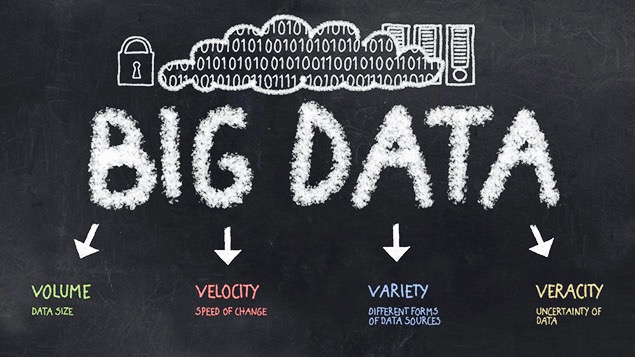 BIG DATA
VOLUME
DATA SIZE
VELOCITY
SPEED OF CHANGE
VARIETY
DIFFERENT FORMS
OF DATA SOURCES
VERACITY
UNCERTAINTY OF
DATA